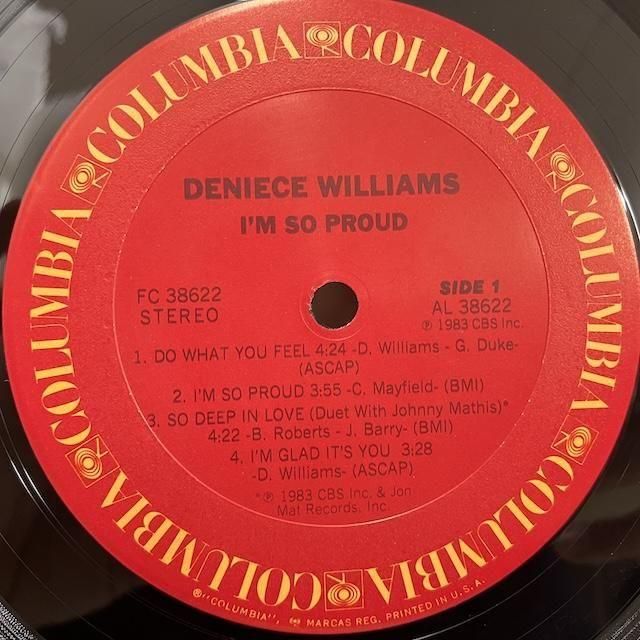 COLUMBIA COLUMBIA COLUMBIA COLUMBIA COLUMBIA COLUMBIA
DENIECE WILLIAMS
I'M SO PROUD
FC 38622
STEREO
SIDE 1
AL 38622
℗ 1983 CBS Inc.
1. DO WHAT YOU FEEL 4:24 -D. Williams - G. Duke-
(ASCAP)
2. I'M SO PROUD 3:55 -C. Mayfield- (BMI)
3. SO DEEP IN LOVE (Duet With Johnny Mathis)*
4:22 -B. Roberts - J. Barry- (BMI)
4. I'M GLAD IT'S YOU 3:28
-D. Williams- (ASCAP)
*℗ 1983 CBS Inc. & Jon
Mat Records, Inc.
®"COLUMBIA", MARCAS REG. PRINTED IN U.S.A.